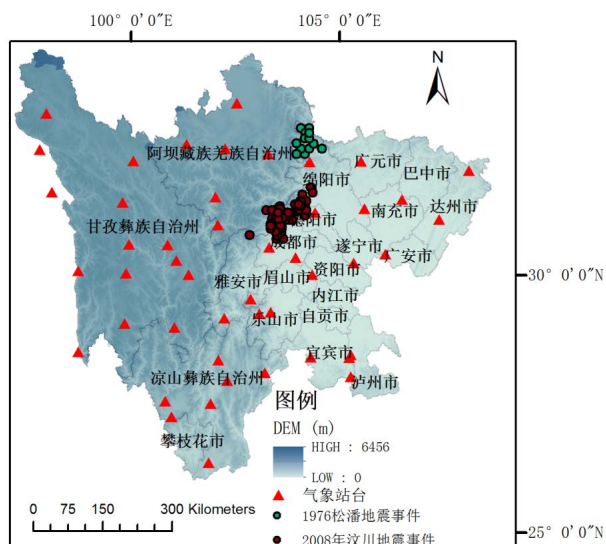 100° 0'0"E 105° 0'0"E
N
阿坝藏族羌族自治州
广元市
绵阳市
巴中市
德阳市
南充市
达州市
甘孜彝族自治州
成都市
遂宁市
广安市
30° 0'0"N
雅安市
眉山市
资阳市
内江市
乐山市
自贡市
宜宾市
凉山彝族自治州
泸州市
攀枝花市
图例
DEM (m)
HIGH : 6456
LOW : 0
气象站台
1976松潘地震事件
2008年汶川地震事件
0 75 150 300 Kilometers
25° 0'0"N